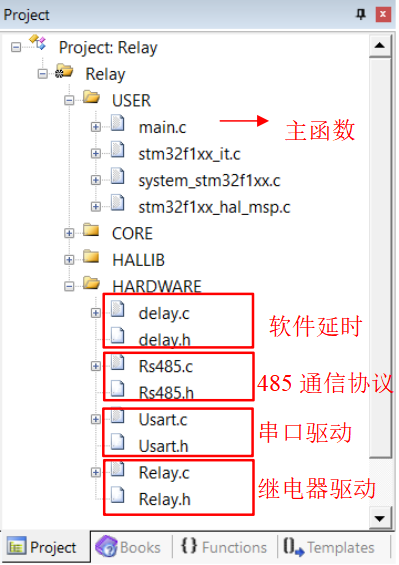 Project
Project: Relay
Relay
USER
main.c
主函数
stm32f1xx_it.c
system_stm32f1xx.c
stm32f1xx_hal_msp.c
CORE
HALLIB
HARDWARE
delay.c
软件延时
delay.h
Rs485.c
485 通信协议
Rs485.h
Usart.c
串口驱动
Usart.h
Relay.c
继电器驱动
Relay.h
Project Books {} Functions 0 Templates